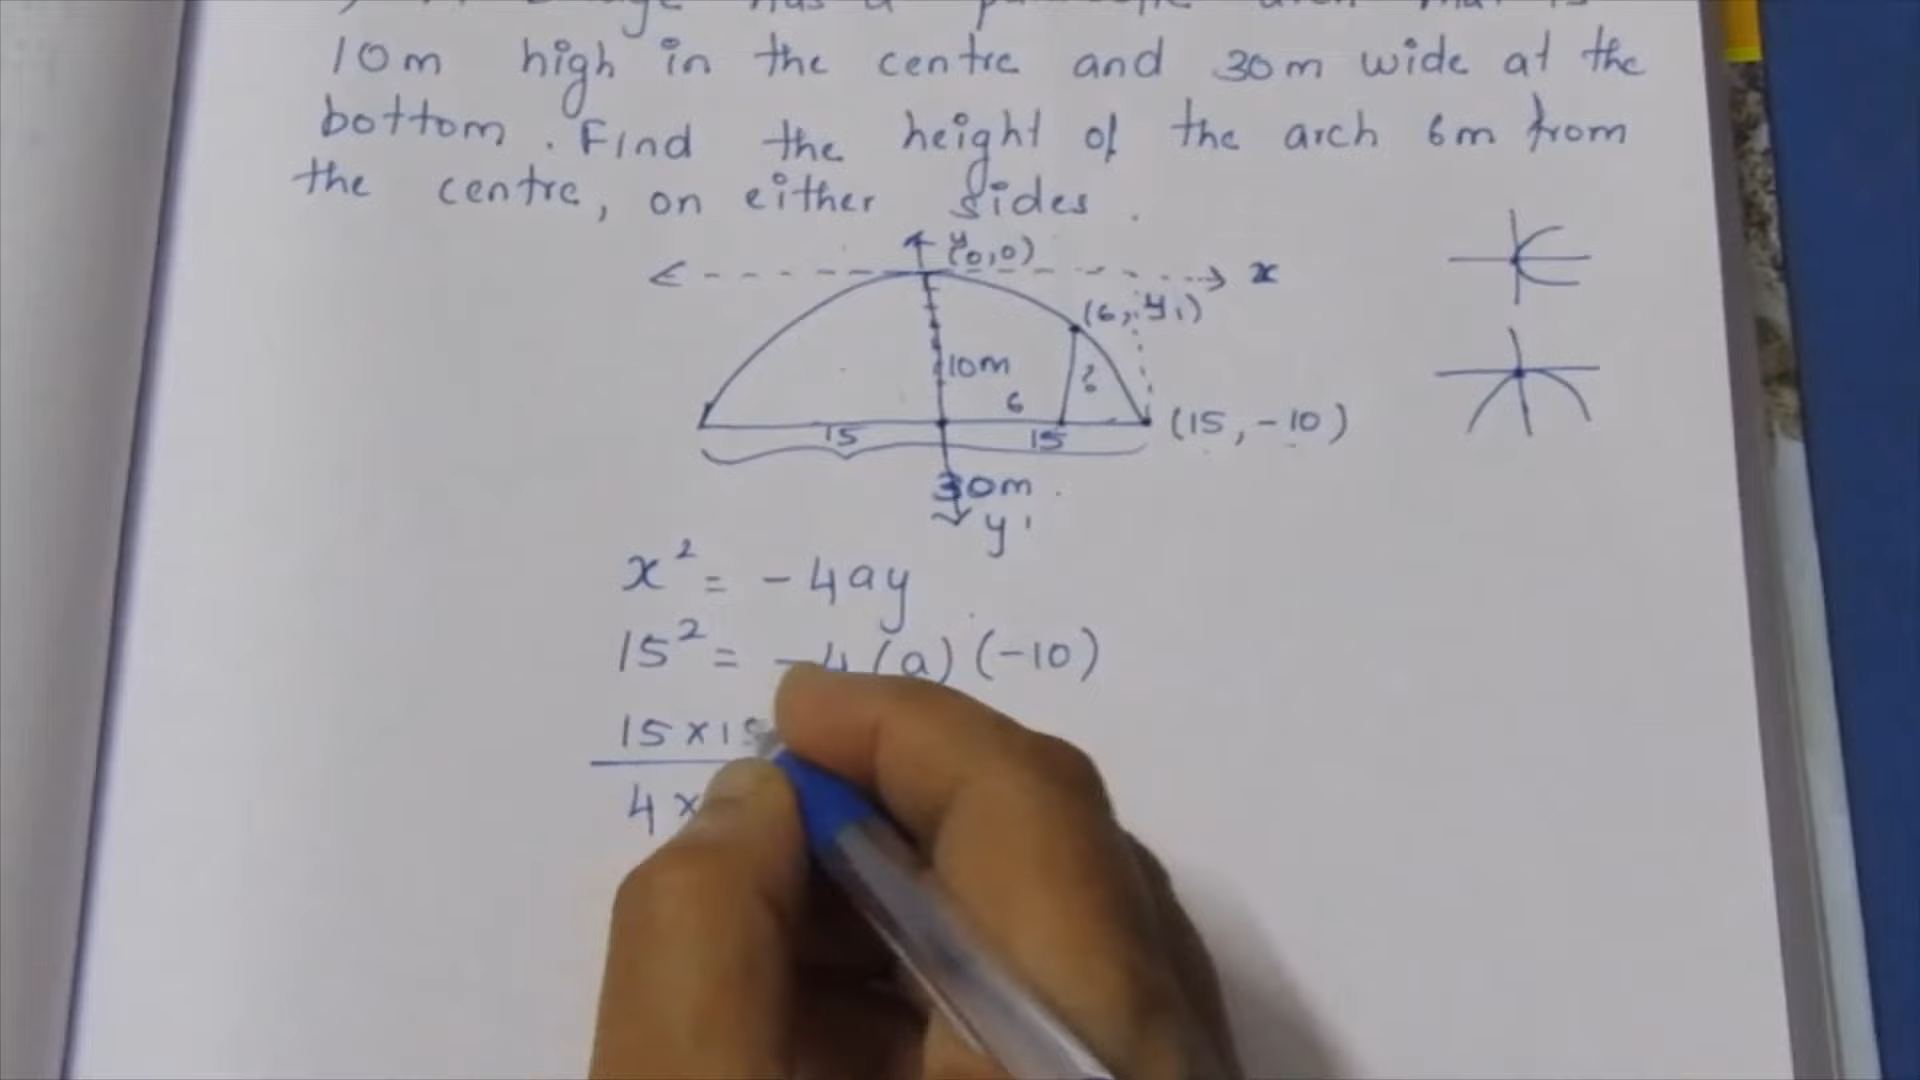 has a
10m high in the centre and 30m wide at the
bottom. Find the height of the arch 6m from
the centre, on either sides.
y (0,0)
x
(6, y₁)
10m
6
?
(15, -10)
15
15
30m.
y'
x² = -4ay
15² = -4(a)(-10)
15×15
4×